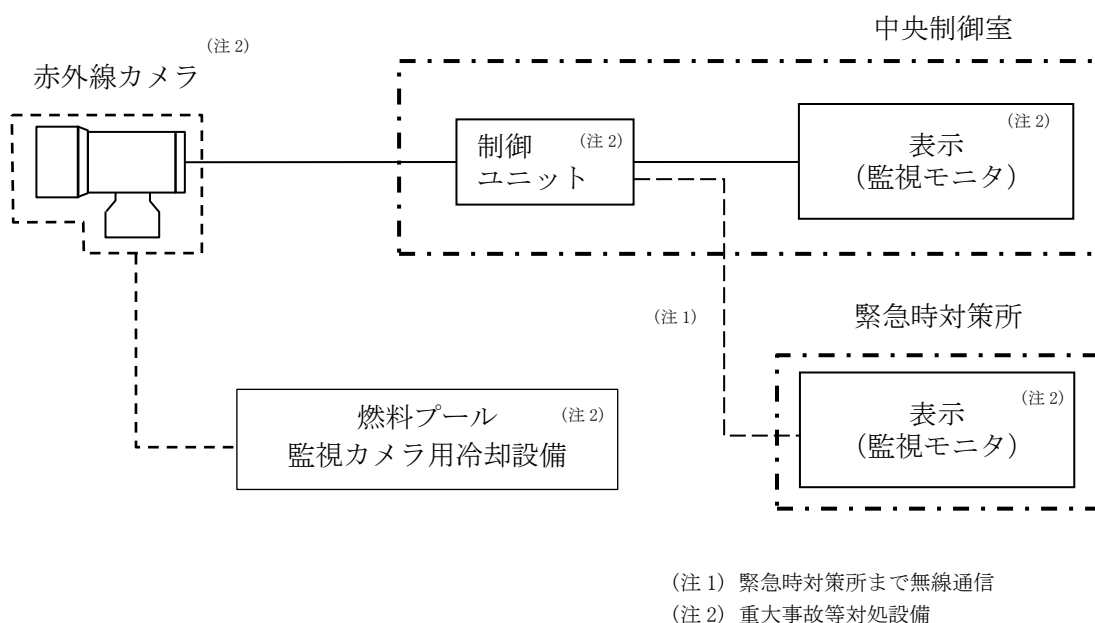 中央制御室
(注 2)
赤外線カメラ
制御 (注 2)
ユニット
(注 2)
表示
(監視モニタ)
(注 1)
緊急時対策所
燃料プール (注 2)
監視カメラ用冷却設備
(注 2)
表示
(監視モニタ)
(注 1) 緊急時対策所まで無線通信
(注 2) 重大事故等対処設備